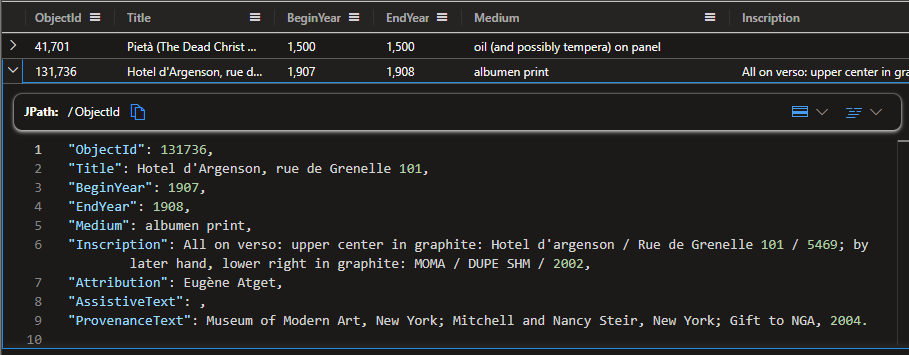 ObjectId Title BeginYear EndYear Medium Inscription
41,701 Pietà (The Dead Christ ... 1,500 1,500 oil (and possibly tempera) on panel
131,736 Hotel d'Argenson, rue d... 1,907 1,908 albumen print All on verso: upper center in gra
JPath: /ObjectId
1 "ObjectId": 131736,
2 "Title": Hotel d'Argenson, rue de Grenelle 101,
3 "BeginYear": 1907,
4 "EndYear": 1908,
5 "Medium": albumen print,
6 "Inscription": All on verso: upper center in graphite: Hotel d'argenson / Rue de Grenelle 101 / 5469; by
later hand, lower right in graphite: MOMA / DUPE SHM / 2002,
7 "Attribution": Eugène Atget,
8 "AssistiveText": ,
9 "ProvenanceText": Museum of Modern Art, New York; Mitchell and Nancy Steir, New York; Gift to NGA, 2004.
10